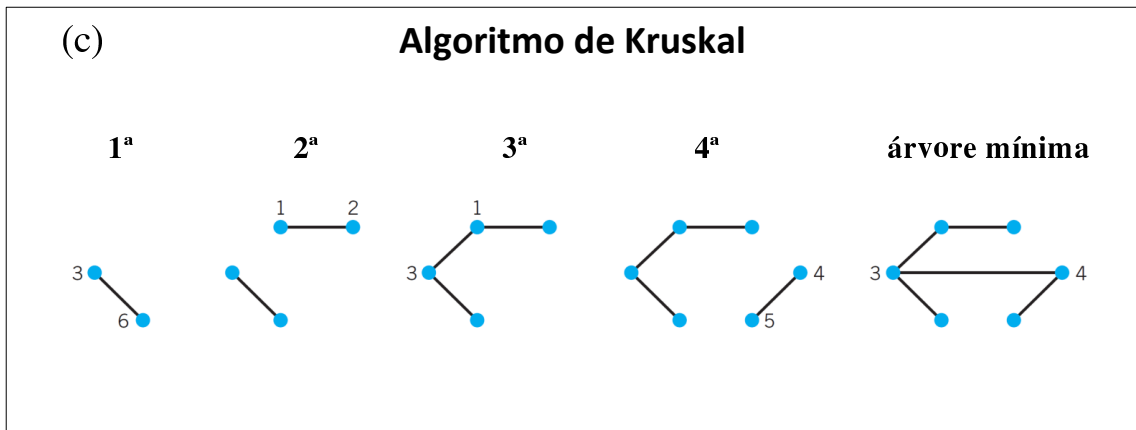 (c) Algoritmo de Kruskal
1ª 2ª 3ª 4ª árvore mínima
1 2 1
3 3 4 3 4
6 5